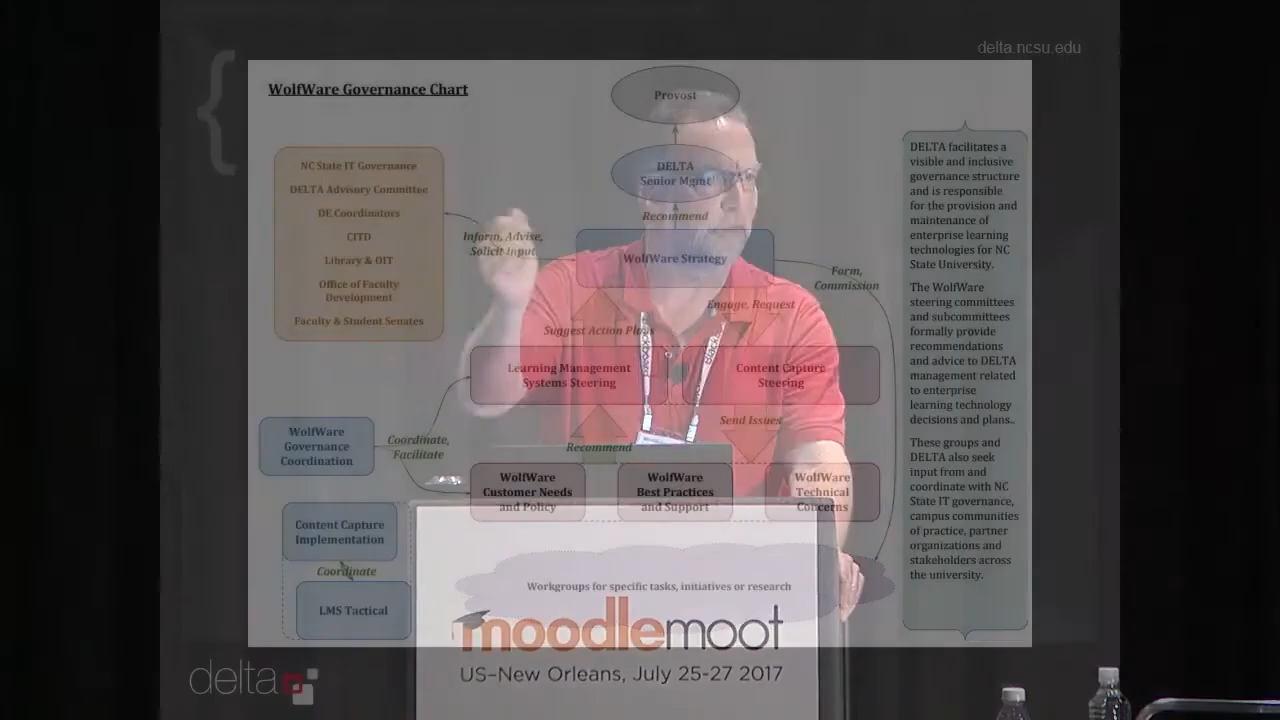 delta.ncsu.edu
WolfWare Governance Chart
Provost
DELTA
Senior Mgmt
Recommend
WolfWare Strategy
NC State IT Governance
DELTA Advisory Committee
DE Coordinators
CITD
Library & OIT
Office of Faculty
Development
Faculty & Student Senates
Inform, Advise,
Solicit Input
Form,
Commission
Engage, Request
Suggest Action Plans
Learning Management
Systems Steering
Content Capture
Steering
WolfWare
Governance
Coordination
Coordinate,
Facilitate
Recommend
Send Issues
WolfWare
Customer Needs
and Policy
WolfWare
Best Practices
and Support
WolfWare
Technical
Concerns
Content Capture
Implementation
Coordinate
LMS Tactical
Workgroups for specific tasks, initiatives or research
DELTA facilitates a
visible and inclusive
governance structure
and is responsible
for the provision and
maintenance of
enterprise learning
technologies for NC
State University.
The WolfWare
steering committees
and subcommittees
formally provide
recommendations
and advice to DELTA
management related
to enterprise
learning technology
decisions and plans..
These groups and
DELTA also seek
input from and
coordinate with NC
State IT governance,
campus communities
of practice, partner
organizations and
stakeholders across
the university.
moodlemoot
US–New Orleans, July 25-27 2017
delta